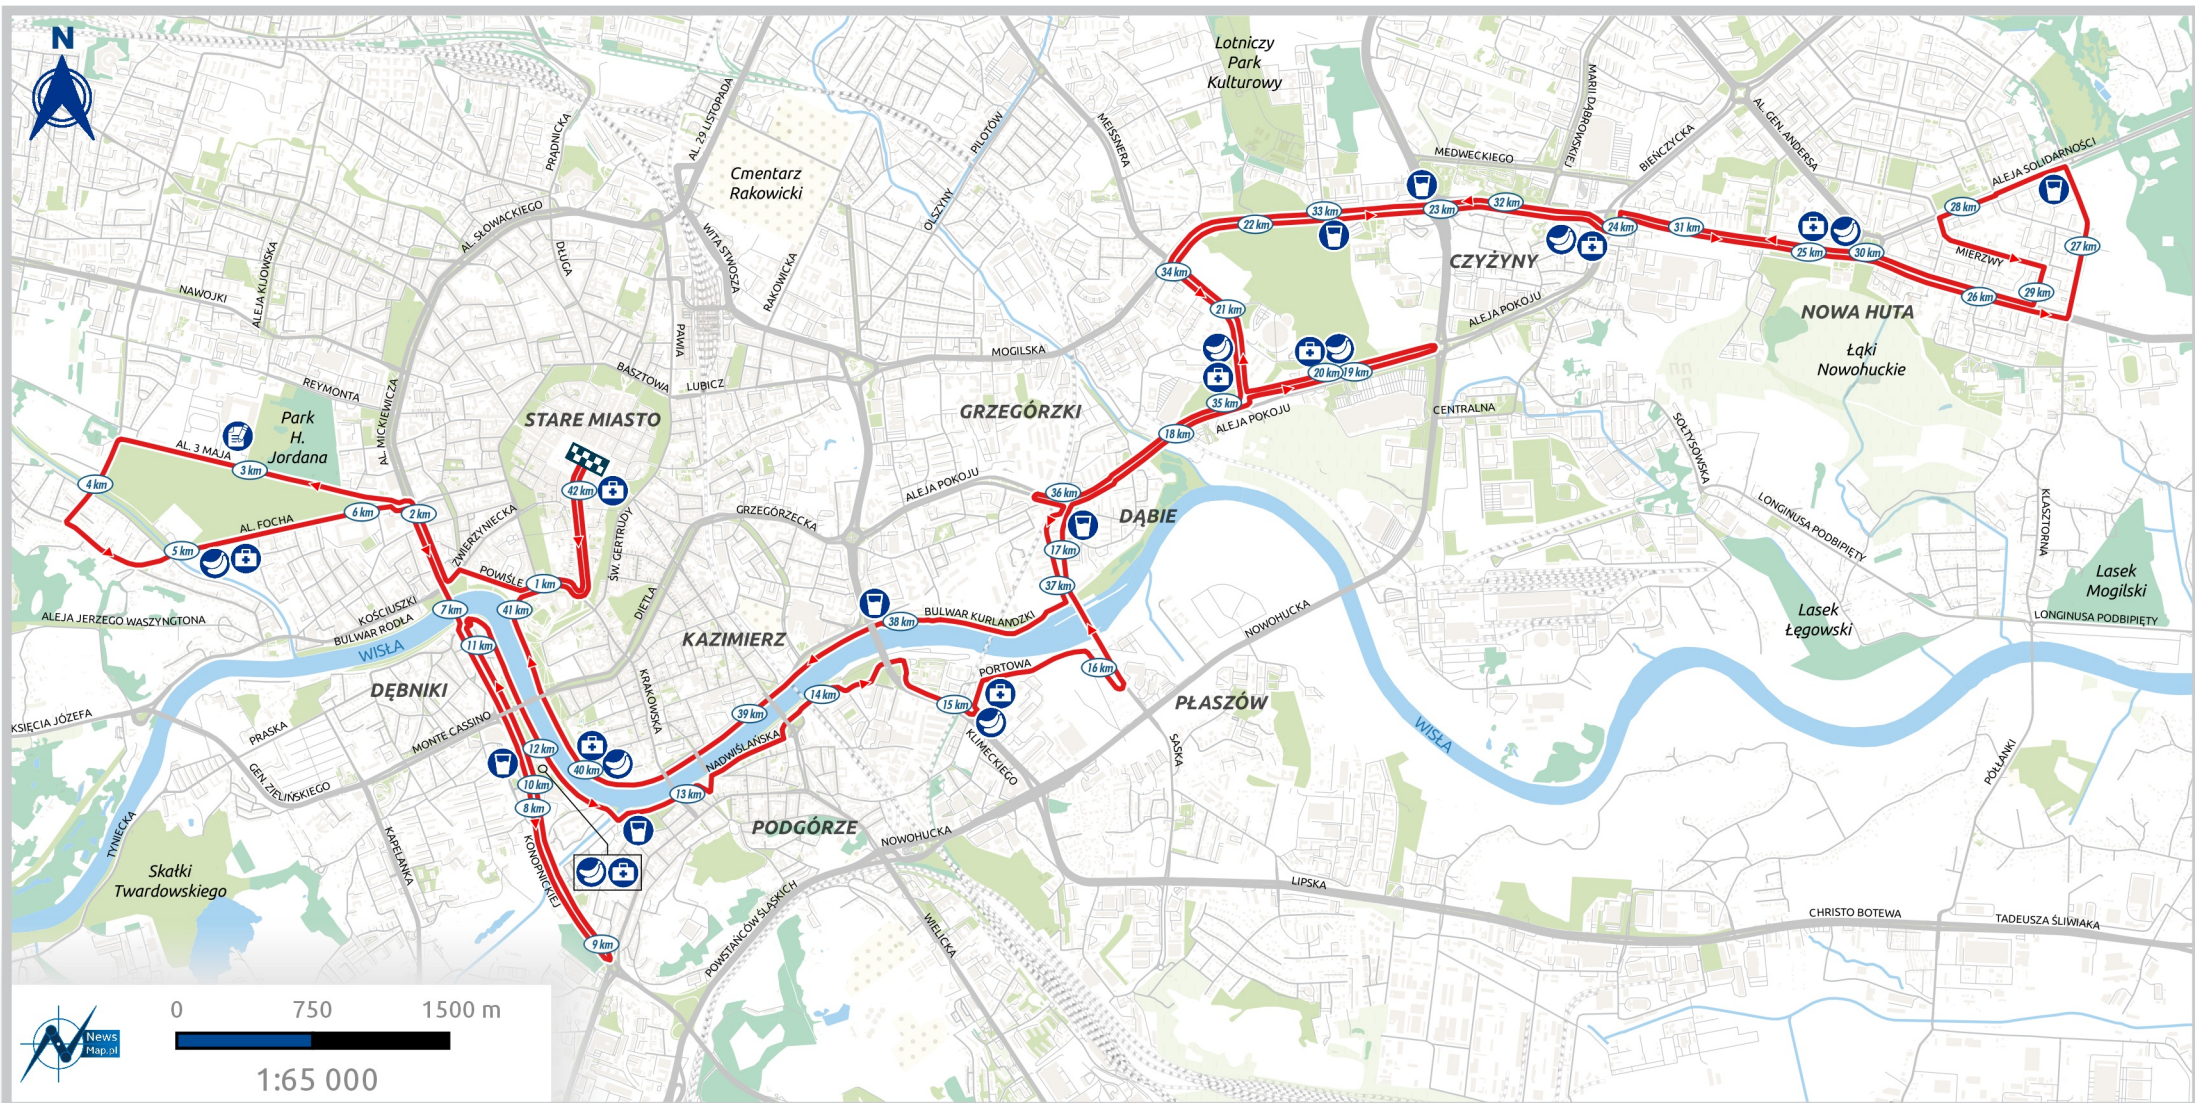 N
Lotniczy
Park
Kulturowy
PRĄDNICKA
AL. 29 LISTOPADA
Cmentarz
Rakowicki
OLSZYNY
PILOTÓW
MEISSNERA
MEDWECKIEGO
MARII DĄBROWSKIEJ
BIEŃCZYCKA
AL. GEN. ANDERSA
ALEJA SOLIDARNOŚCI
AL. SŁOWACKIEGO
DŁUGA
WITA STWOSZA
RAKOWICKA
NAWOJKI
ALEJA KIJOWSKA
PAWIA
22 km
33 km
23 km
32 km
24 km
31 km
25 km
30 km
28 km
27 km
MIERZWY
29 km
26 km
34 km
21 km
CZYŻYNY
ALEJA POKOJU
NOWA HUTA
Łąki
Nowohuckie
REYMONTA
AL. MICKIEWICZA
BASZTOWA
LUBICZ
MOGILSKA
20 km
19 km
35 km
18 km
ALEJA POKOJU
CENTRALNA
SOŁTYSOWSKA
Park
H.
Jordana
STARE MIASTO
GRZEGÓRZKI
AL. 3 MAJA
3 km
4 km
6 km
2 km
AL. FOCHA
5 km
42 km
ZWIERZYNIECKA
POWIŚLE
1 km
ŚW. GERTRUDY
GRZEGÓRZECKA
ALEJA POKOJU
36 km
DĄBIE
17 km
37 km
LONGINUSA PODBIPIĘTY
KLASZTORNA
Lasek
Mogilski
Lasek
Łęgowski
LONGINUSA PODBIPIĘTY
ALEJA JERZEGO WASZYNGTONA
KOŚCIUSZKI
BULWAR RODŁA
WISŁA
7 km
41 km
11 km
DIETLA
KAZIMIERZ
38 km
BULWAR KURLANDZKI
NOWOHUCKA
DĘBNIKI
KRAKOWSKA
14 km
PORTOWA
16 km
15 km
PŁASZÓW
KSIĘCIA JÓZEFA
PRASKA
MONTE CASSINO
39 km
NADWIŚLAŃSKA
KLIMECKIEGO
SASKA
WISŁA
GEN. ZIELIŃSKIEGO
12 km
40 km
10 km
8 km
13 km
PÓŁŁANKI
TYNIECKA
KAPELANKA
KONOPNICKIEJ
PODGÓRZE
NOWOHUCKA
Skałki
Twardowskiego
9 km
POWSTAŃCÓW ŚLĄSKICH
WIELICKA
LIPSKA
CHRISTO BOTEWA
TADEUSZA ŚLIWIAKA
News
Map.pl
0 750 1500 m
1:65 000